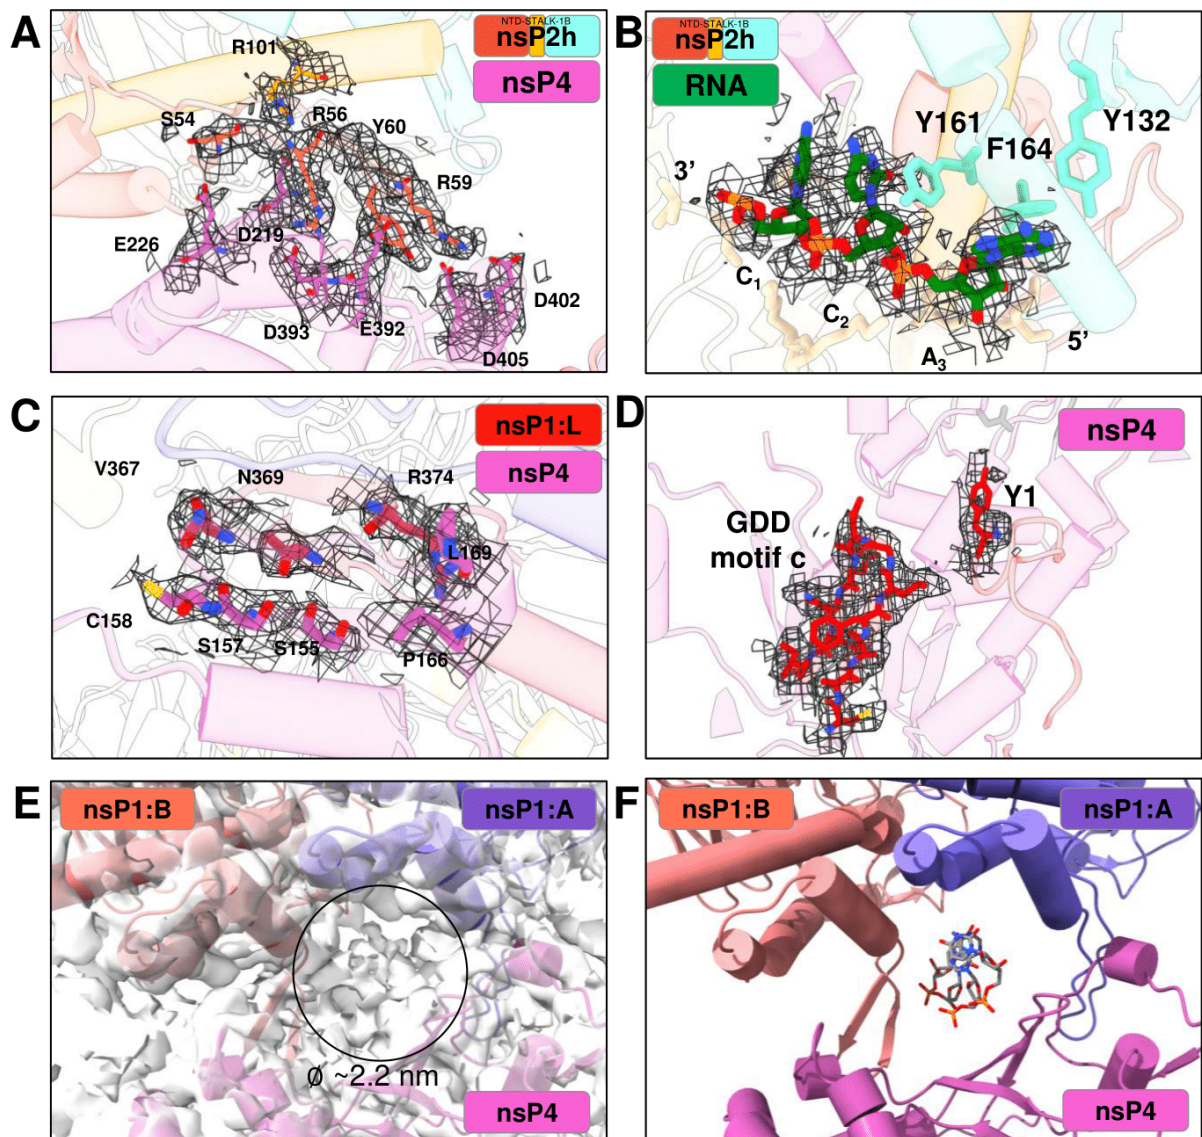 A
NTD-STALK-1B
nsP2h
nsP4
R101
S54
R56
Y60
R59
E226
D219
D402
D393
E392
D405
B
NTD-STALK-1B
nsP2h
RNA
Y161
Y132
F164
3’
C1
C2
A3
5’
C
nsP1:L
nsP4
V367
N369
R374
L169
C158
S157
S155
P166
D
nsP4
Y1
GDD
motif c
E
nsP1:B
nsP1:A
Ø ~2.2 nm
nsP4
F
nsP1:B
nsP1:A
nsP4